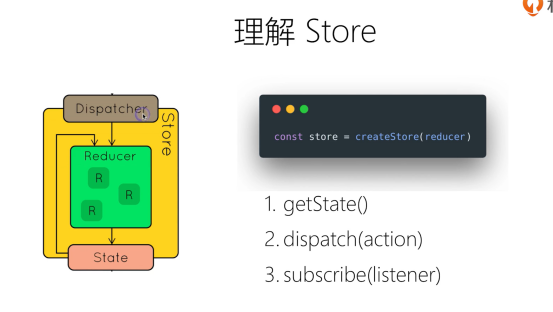 理解 Store
Dispatcher
Store
Reducer
R
R
R
State
const store = createStore(reducer)
1. getState()
2. dispatch(action)
3. subscribe(listener)